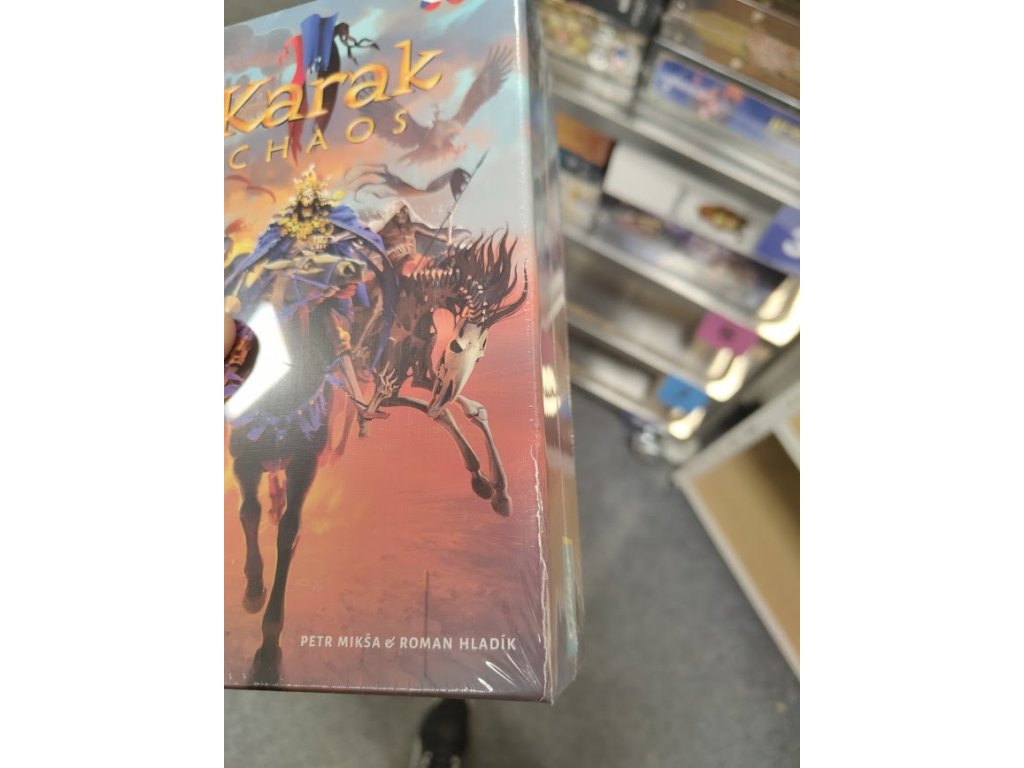 Karak
CHAOS
PETR MIKŠA & ROMAN HLADÍK